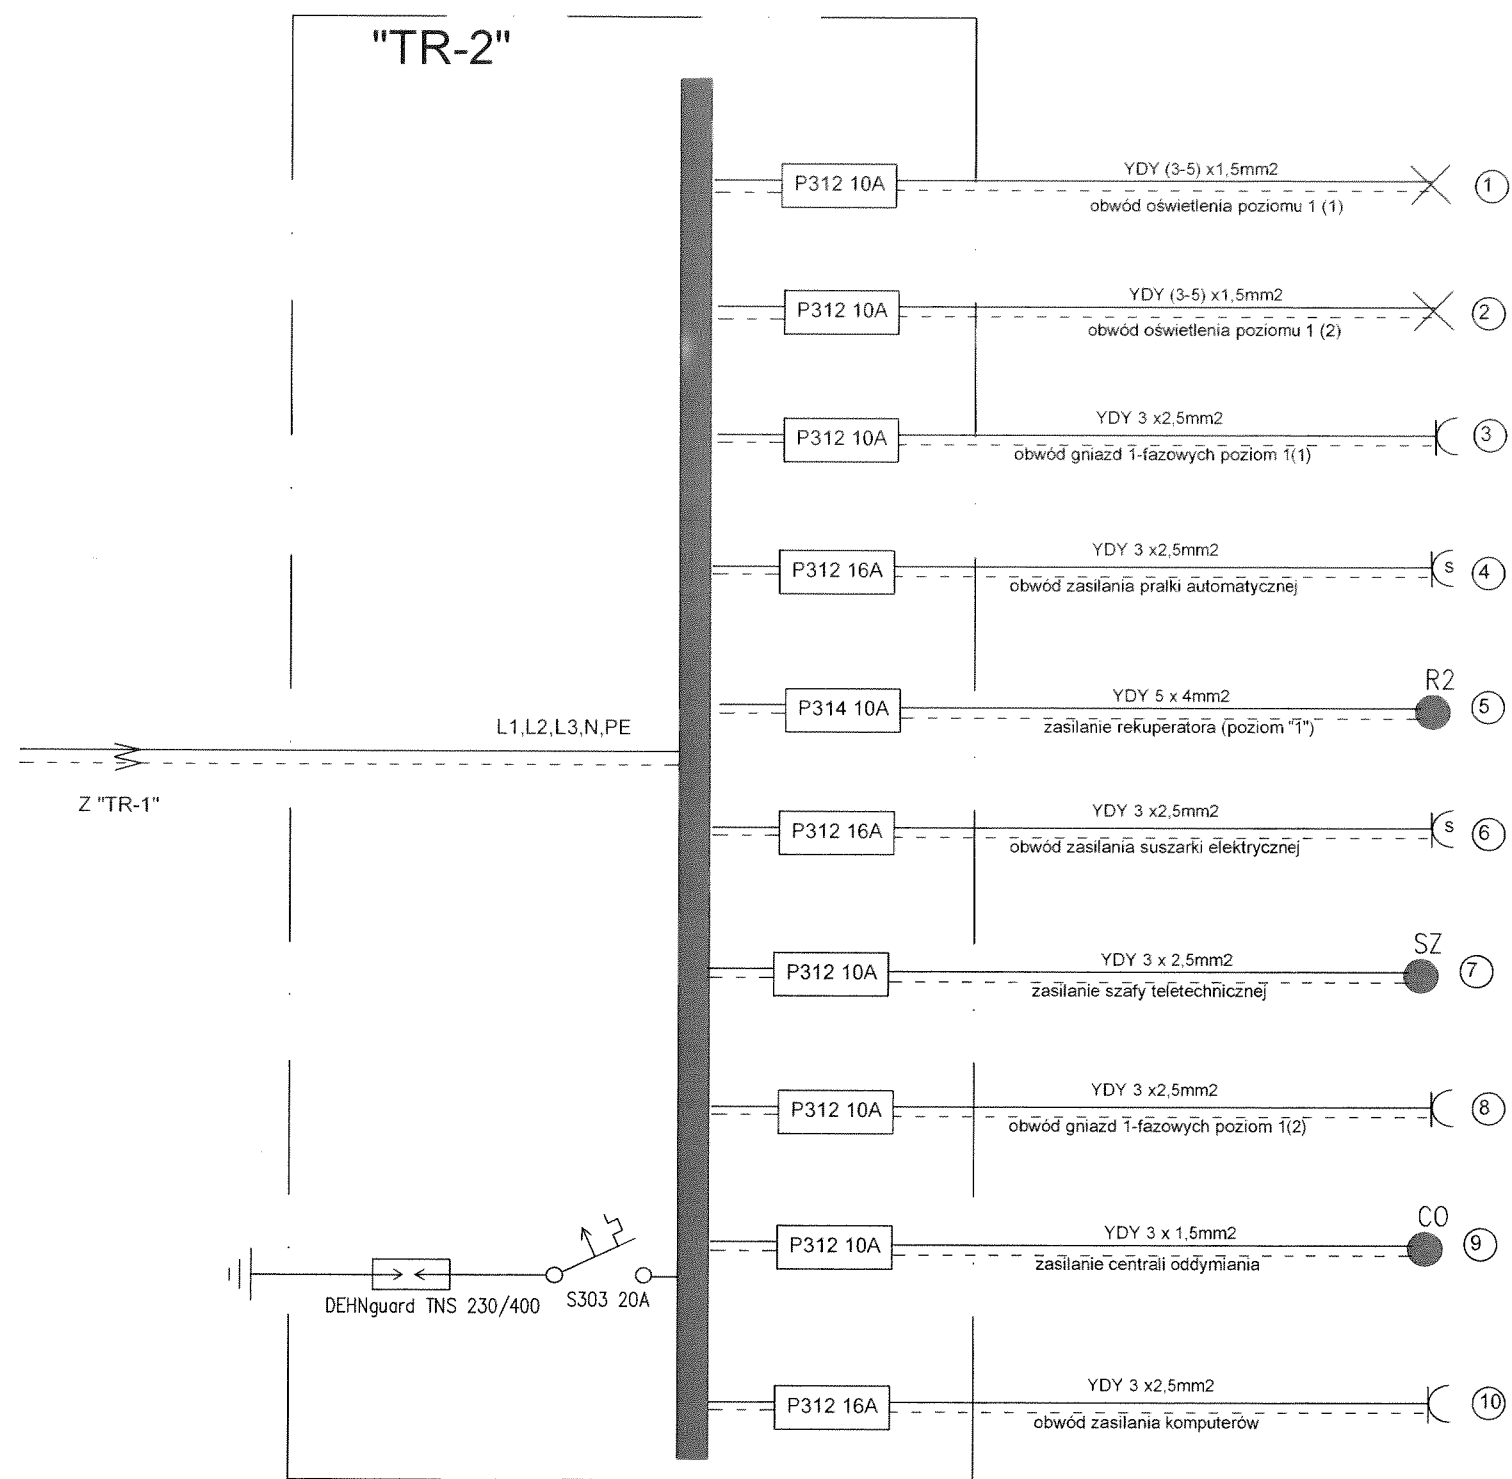 "TR-2"
P312 10A
YDY (3-5) x1,5mm2
obwód oświetlenia poziomu 1 (1)
1
P312 10A
YDY (3-5) x1,5mm2
obwód oświetlenia poziomu 1 (2)
2
P312 10A
YDY 3 x2,5mm2
obwód gniazd 1-fazowych poziom 1(1)
3
P312 16A
YDY 3 x2,5mm2
obwód zasilania pralki automatycznej
s
4
P314 10A
YDY 5 x 4mm2
zasilanie rekuperatora (poziom "1")
R2
5
L1,L2,L3,N,PE
Z "TR-1"
P312 16A
YDY 3 x2,5mm2
obwód zasilania suszarki elektrycznej
s
6
P312 10A
YDY 3 x 2,5mm2
zasilanie szafy teletechnicznej
SZ
7
P312 10A
YDY 3 x2,5mm2
obwód gniazd 1-fazowych poziom 1(2)
8
P312 10A
YDY 3 x 1,5mm2
zasilanie centrali oddymiania
CO
9
DEHNguard TNS 230/400
S303 20A
P312 16A
YDY 3 x2,5mm2
obwód zasilania komputerów
10